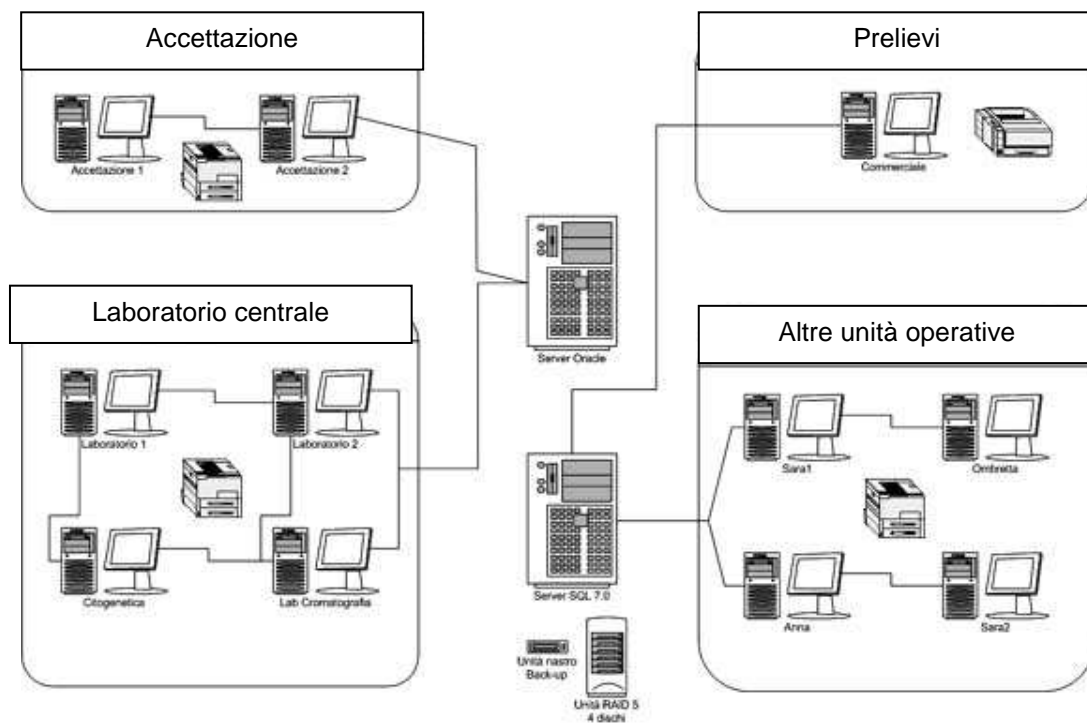 Accettazione
Accettazione 1
Accettazione 2
Prelievi
Commerciale
Server Oracle
Laboratorio centrale
Laboratorio 1
Laboratorio 2
Citogenetica
Lab Cromatografia
Server SQL 7.0
Unità nastro
Back-up
Unità RAID 5
4 dischi
Altre unità operative
Sara1
Ombretta
Anna
Sara2